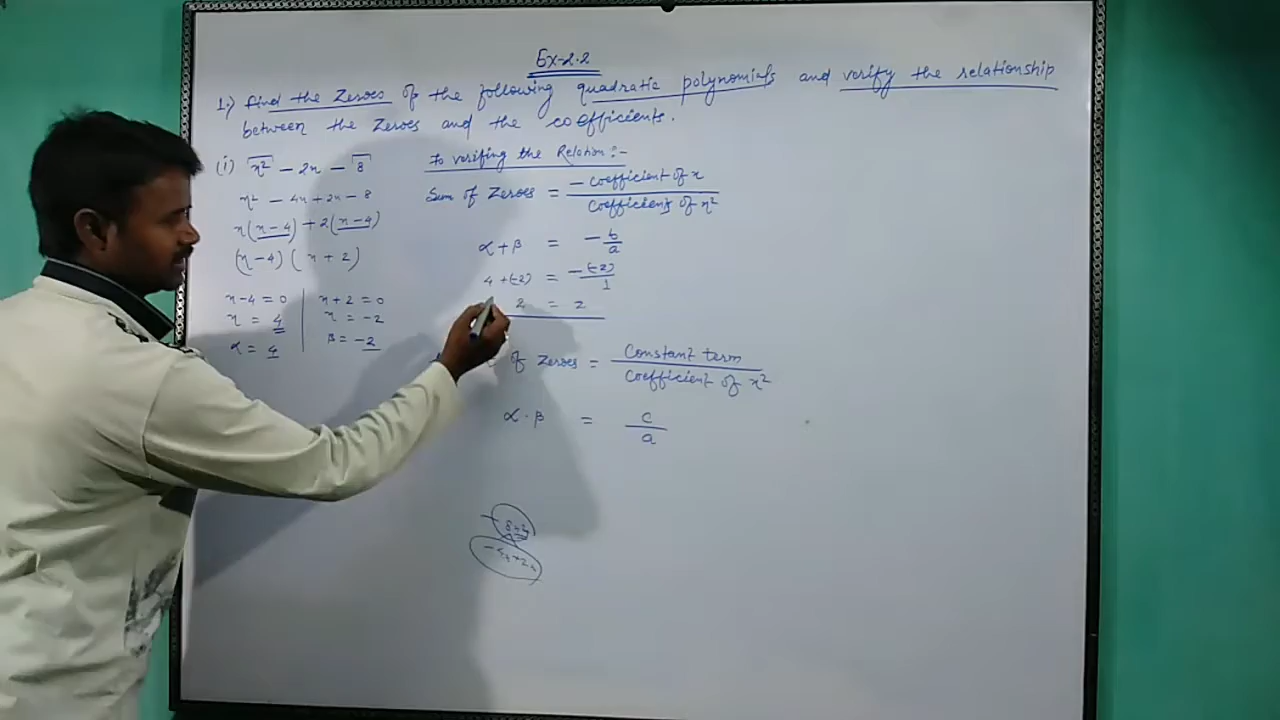 Ex-2.2
1.) find the Zeroes of the following quadratic polynomials and verify the relationship
between the Zeroes and the coefficients.
(i) x² - 2x - 8
x² - 4x + 2x - 8
x(x-4) + 2(x-4)
(x-4) (x+2)
x-4 = 0
x = 4
α = 4
x+2 = 0
x = -2
β = -2
To verifying the Relation:-
Sum of Zeroes = - coefficient of x / Coefficient of x²
α+β = - b/a
4+(-2) = -(-2)/1
2 = 2
of Zeroes = Constant term / Coefficient of x²
α·β = c/a